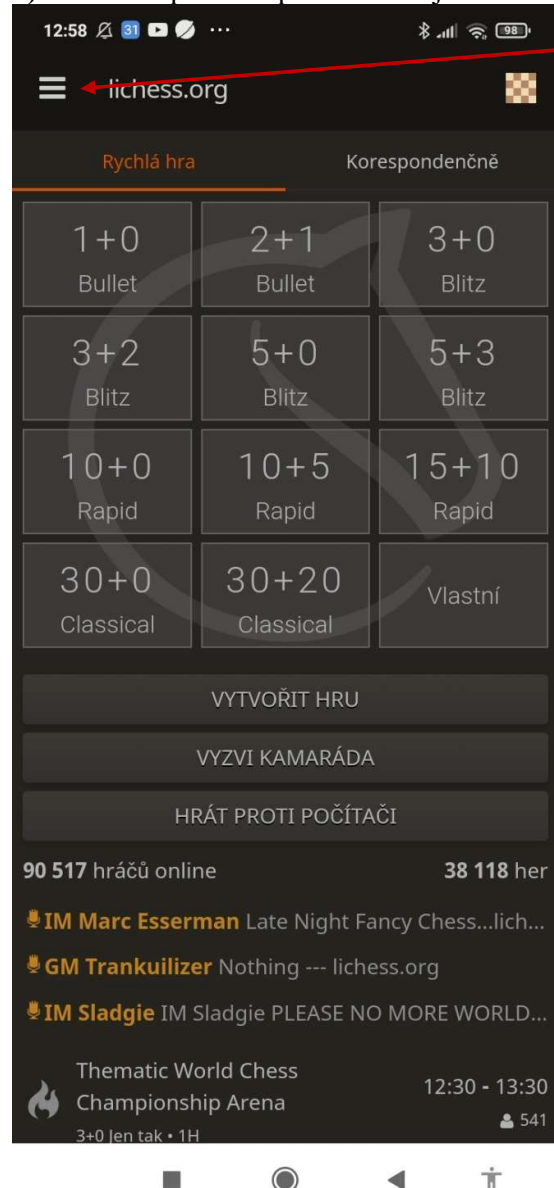 12:58 31 ... 98
lichess.org
Rychlá hra Korespondenčně
1+0 2+1 3+0
Bullet Bullet Blitz
3+2 5+0 5+3
Blitz Blitz Blitz
10+0 10+5 15+10
Rapid Rapid Rapid
30+0 30+20 Vlastní
Classical Classical
VYTVOŘIT HRU
VYZVI KAMARÁDA
HRÁT PROTI POČÍTAČI
90 517 hráčů online 38 118 her
IM Marc Esserman Late Night Fancy Chess...lich...
GM Trankuilizer Nothing --- lichess.org
IM Sladgie IM Sladgie PLEASE NO MORE WORLD...
Thematic World Chess
Championship Arena 12:30 - 13:30
3+0 Jen tak • 1H 541